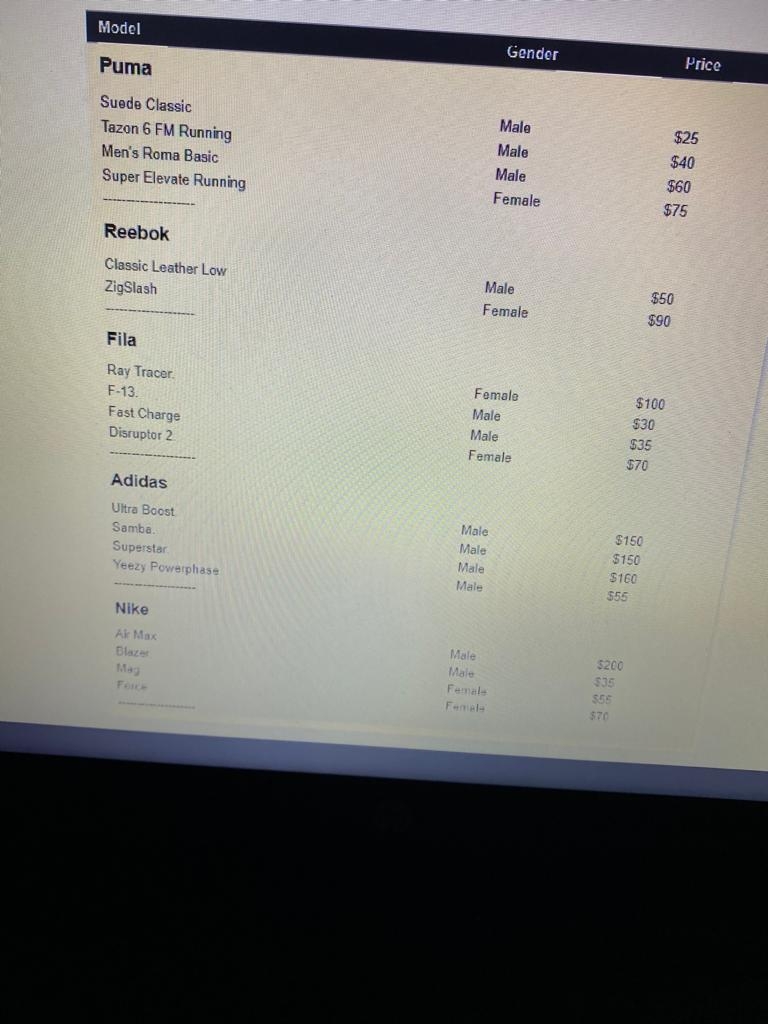 Model Gender Price
Puma
Suede Classic Male $25
Tazon 6 FM Running Male $40
Men's Roma Basic Male $60
Super Elevate Running Female $75
--------------------
Reebok
Classic Leather Low Male $50
ZigSlash Female $90
--------------------
Fila
Ray Tracer. Female $100
F-13. Male $30
Fast Charge Male $35
Disruptor 2 Female $70
--------------------
Adidas
Ultra Boost. Male $150
Samba. Male $150
Superstar Male $160
Yeezy Powerphase Male $55
--------------------
Nike
Air Max Male $200
Blazer Male $35
Mag Female $55
Force Female $70
--------------------